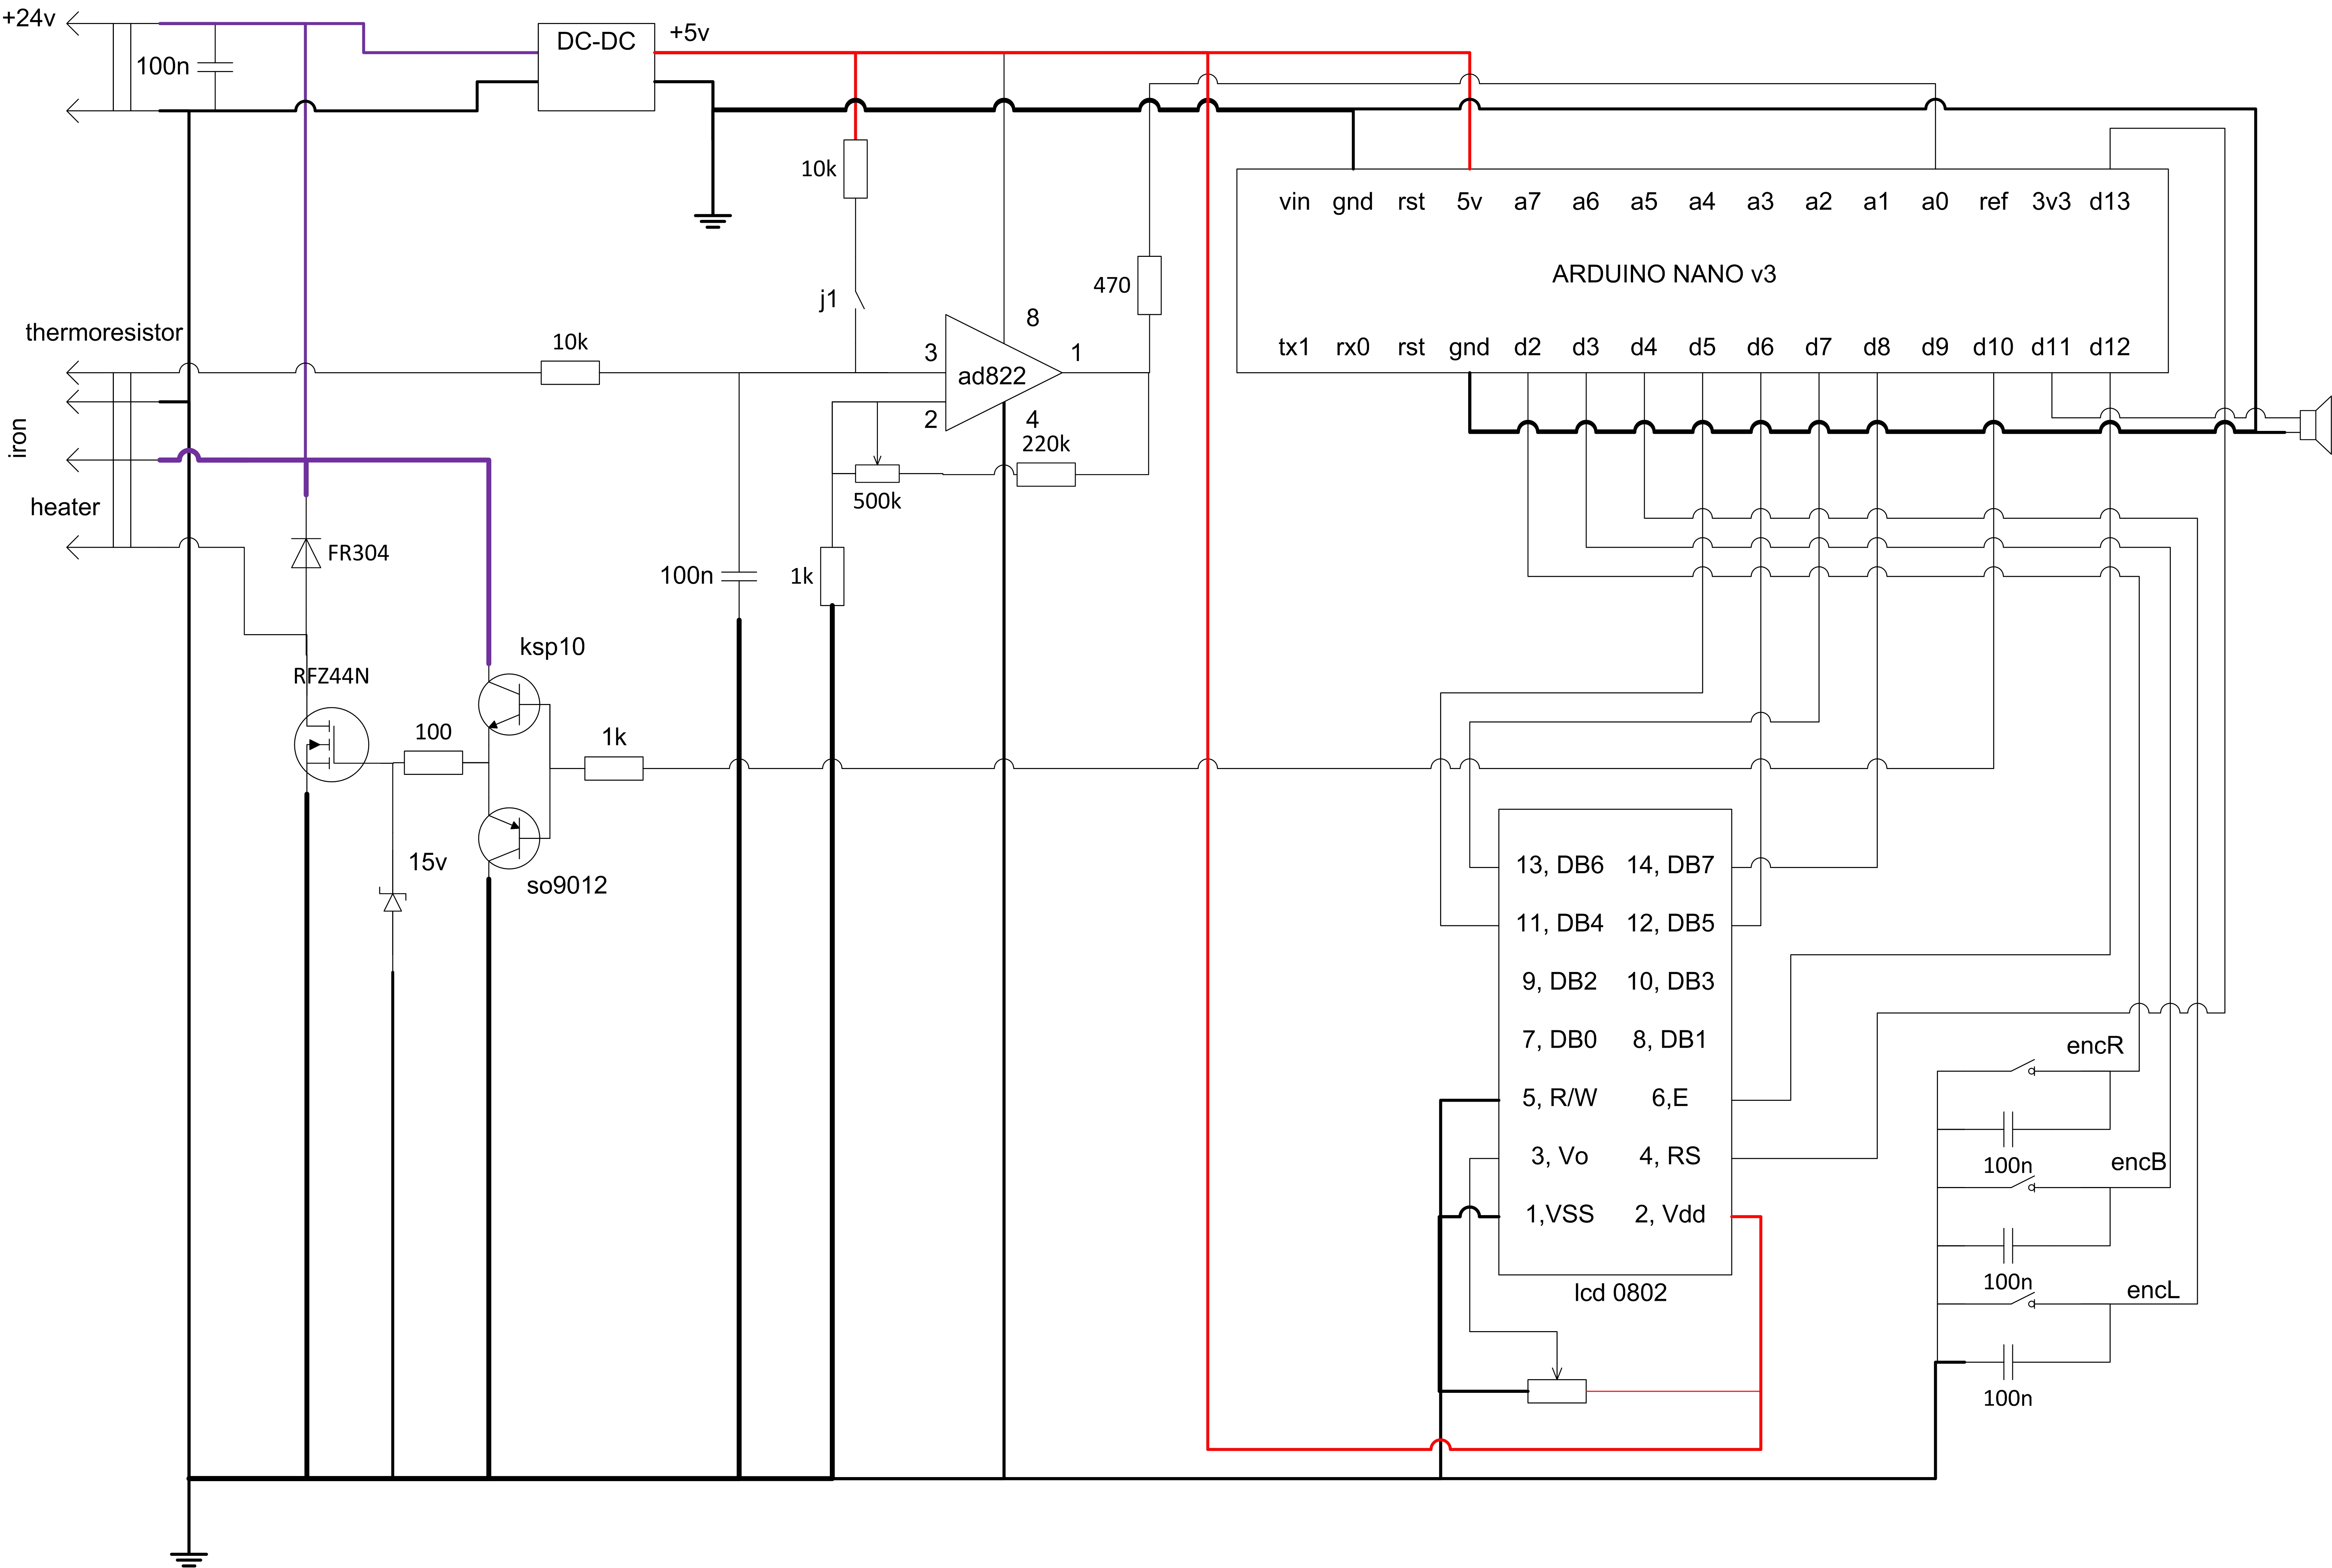 +24v
100n
DC-DC
+5v
10k
j1
470
vin gnd rst 5v a7 a6 a5 a4 a3 a2 a1 a0 ref 3v3 d13
ARDUINO NANO v3
tx1 rx0 rst gnd d2 d3 d4 d5 d6 d7 d8 d9 d10 d11 d12
thermoresistor
10k
8
3
1
ad822
2
4
iron
220k
500k
heater
FR304
100n
1k
ksp10
RFZ44N
100
1k
15v
so9012
13, DB6 14, DB7
11, DB4 12, DB5
9, DB2 10, DB3
7, DB0 8, DB1
5, R/W 6,E
3, Vo 4, RS
1,VSS 2, Vdd
lcd 0802
encR
100n
encB
100n
encL
100n